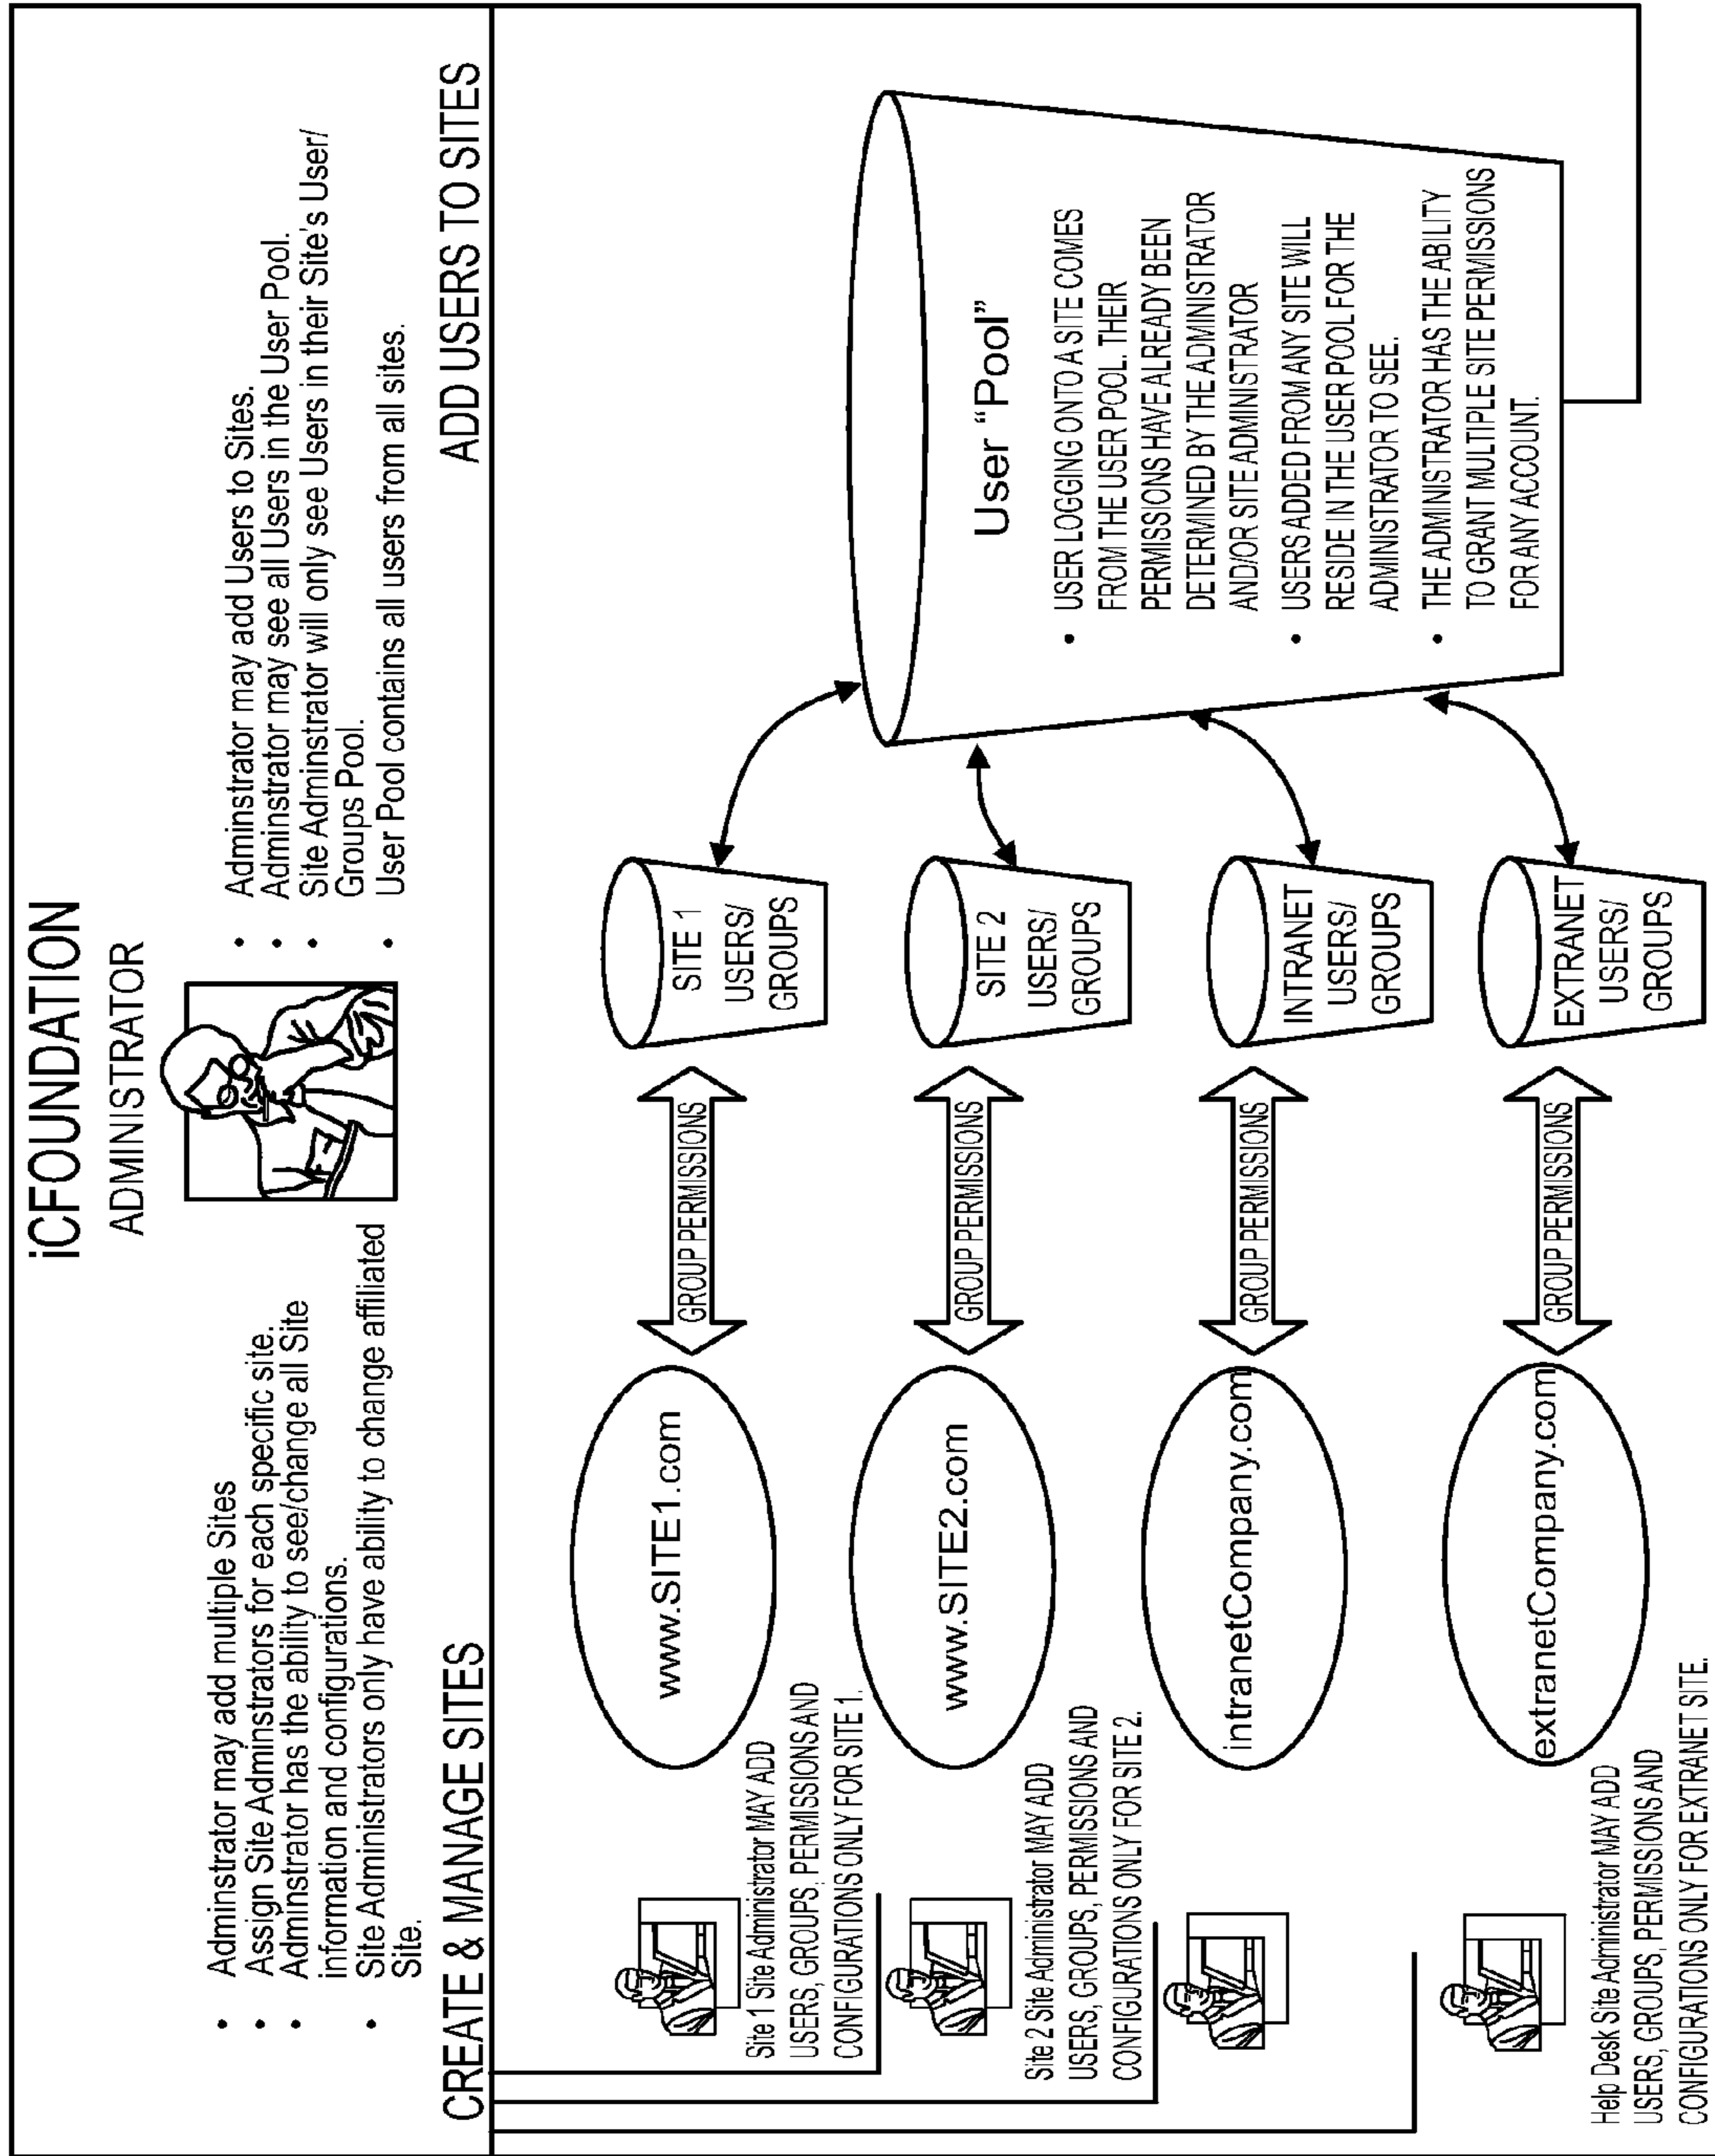 iCFOUNDATION
ADMINISTRATOR
• Adminstrator may add multiple Sites
• Assign Site Adminstrators for each specific site.
• Adminstrator has the ability to see/change all Site
information and configurations.
• Site Administrators only have ability to change affiliated
Site.
• Adminstrator may add Users to Sites.
• Adminstrator may see all Users in the User Pool.
• Site Adminstrator will only see Users in their Site's User/
Groups Pool.
• User Pool contains all users from all sites.
CREATE & MANAGE SITES
ADD USERS TO SITES
Site 1 Site Administrator MAY ADD
USERS, GROUPS, PERMISSIONS AND
CONFIGURATIONS ONLY FOR SITE 1.
www.SITE1.com
GROUP PERMISSIONS
SITE 1
USERS/
GROUPS
Site 2 Site Administrator MAY ADD
USERS, GROUPS, PERMISSIONS AND
CONFIGURATIONS ONLY FOR SITE 2.
www.SITE2.com
GROUP PERMISSIONS
SITE 2
USERS/
GROUPS
intranetCompany.com
GROUP PERMISSIONS
INTRANET
USERS/
GROUPS
Help Desk Site Administrator MAY ADD
USERS, GROUPS, PERMISSIONS AND
CONFIGURATIONS ONLY FOR EXTRANET SITE.
extranetCompany.com
GROUP PERMISSIONS
EXTRANET
USERS/
GROUPS
User “Pool”
• USER LOGGING ONTO A SITE COMES
FROM THE USER POOL. THEIR
PERMISSIONS HAVE ALREADY BEEN
DETERMINED BY THE ADMINISTRATOR
AND/OR SITE ADMINISTRATOR
• USERS ADDED FROM ANY SITE WILL
RESIDE IN THE USER POOL FOR THE
ADMINISTRATOR TO SEE.
• THE ADMINISTRATOR HAS THE ABILITY
TO GRANT MULTIPLE SITE PERMISSIONS
FOR ANY ACCOUNT.